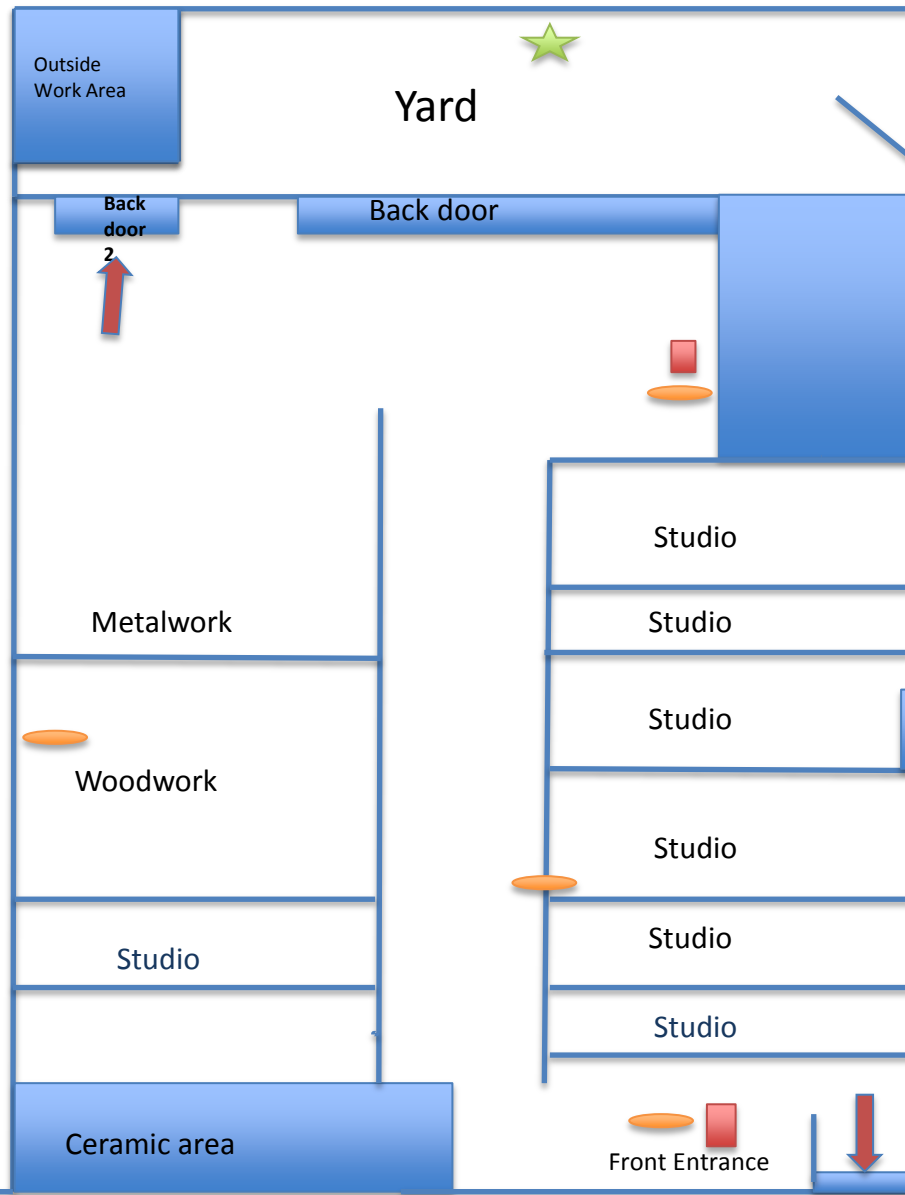 Outside
Work Area
Yard
Back
door
2
Back door
Studio
Metalwork
Studio
Studio
Woodwork
Studio
Studio
Studio
Studio
Ceramic area
Front Entrance